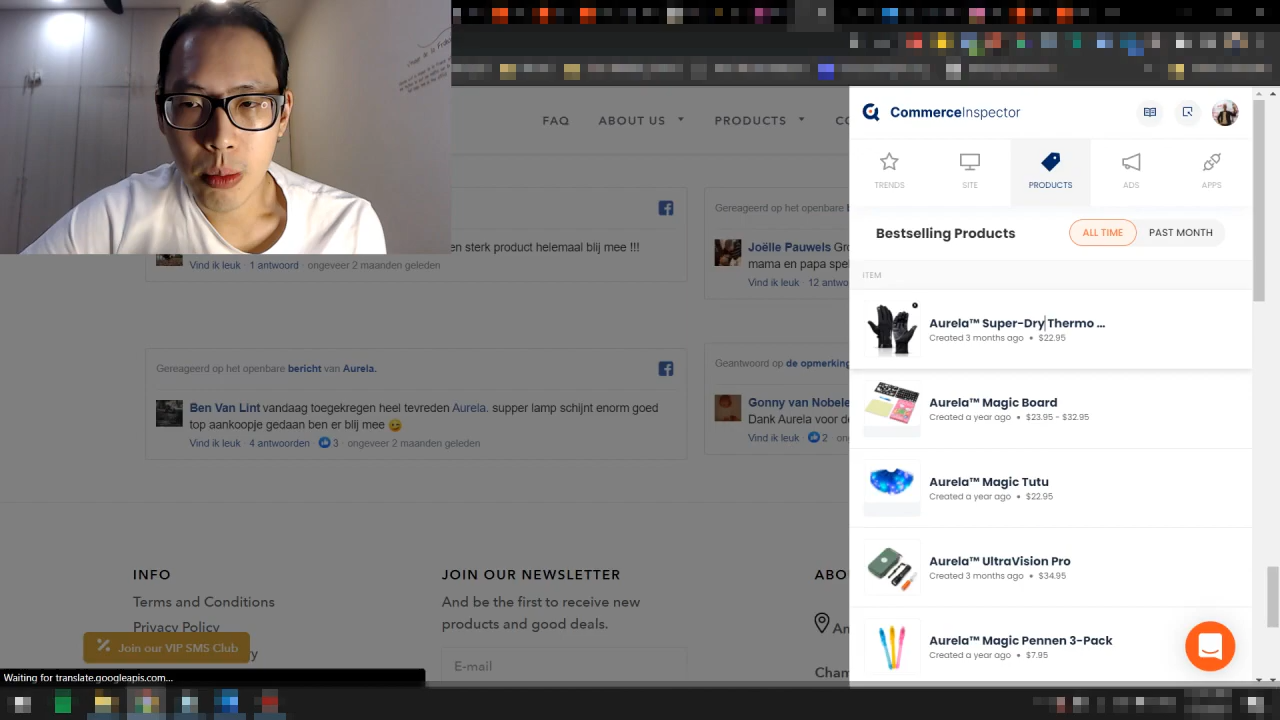 FAQ
ABOUT US
PRODUCTS
CommerceInspector
TRENDS
SITE
PRODUCTS
ADS
APPS
Bestselling Products
ALL TIME
PAST MONTH
ITEM
Aurela™ Super-Dry Thermo ...
Created 3 months ago • $22.95
Aurela™ Magic Board
Created a year ago • $23.95 - $32.95
Aurela™ Magic Tutu
Created a year ago • $22.95
Aurela™ UltraVision Pro
Created 3 months ago • $34.95
Aurela™ Magic Pennen 3-Pack
Created a year ago • $7.95
en sterk product helemaal blij mee !!!
Vind ik leuk · 1 antwoord · ongeveer 2 maanden geleden
Gereageerd op het openbare
Joëlle Pauwels
mama en papa
Vind ik leuk · 12
Gereageerd op het openbare bericht van Aurela.
Ben Van Lint vandaag toegekregen heel tevreden Aurela. supper lamp schijnt enorm goed
top aankoopje gedaan ben er blij mee 😉
Vind ik leuk · 4 antwoorden · 3 · ongeveer 2 maanden geleden
Geantwoord op de
Gonny van
Dank Aurela voor
Vind ik leuk · 2
INFO
Terms and Conditions
Privacy Policy
Join our VIP SMS Club
JOIN OUR NEWSLETTER
And be the first to receive new
products and good deals.
E-mail
Waiting for translate.googleapis.com...